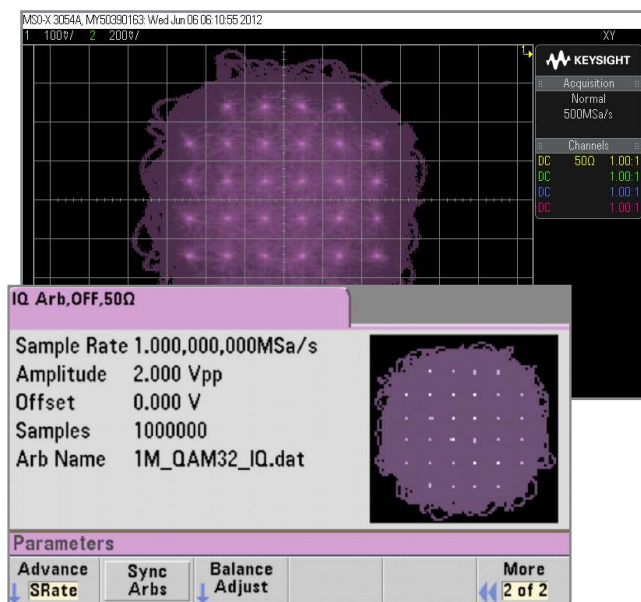 MSO-X 3054A, MY50390163: Wed Jun 06 06:10:55 2012
1 100V/ 2 200V/ XY
1
KEYSIGHT
Acquisition
Normal
500MSa/s
Channels
DC 50Ω 1.00:1
DC 1.00:1
DC 1.00:1
DC 1.00:1
IQ Arb,OFF,50Ω
Sample Rate 1.000,000,000MSa/s
Amplitude 2.000 Vpp
Offset 0.000 V
Samples 1000000
Arb Name 1M_QAM32_IQ.dat
Parameters
Advance Sync Balance More
SRate Arbs Adjust 2 of 2